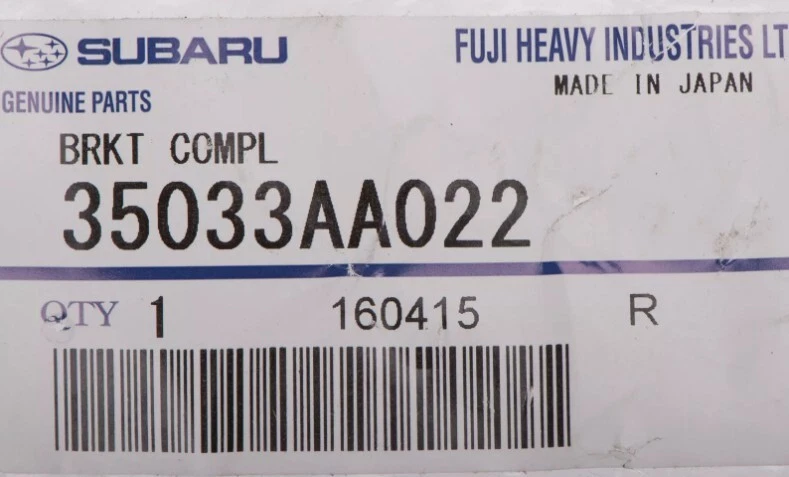 SUBARU FUJI HEAVY INDUSTRIES LT
MADE IN JAPAN
GENUINE PARTS
BRKT COMPL
35033AA022
QTY 1 160415 R